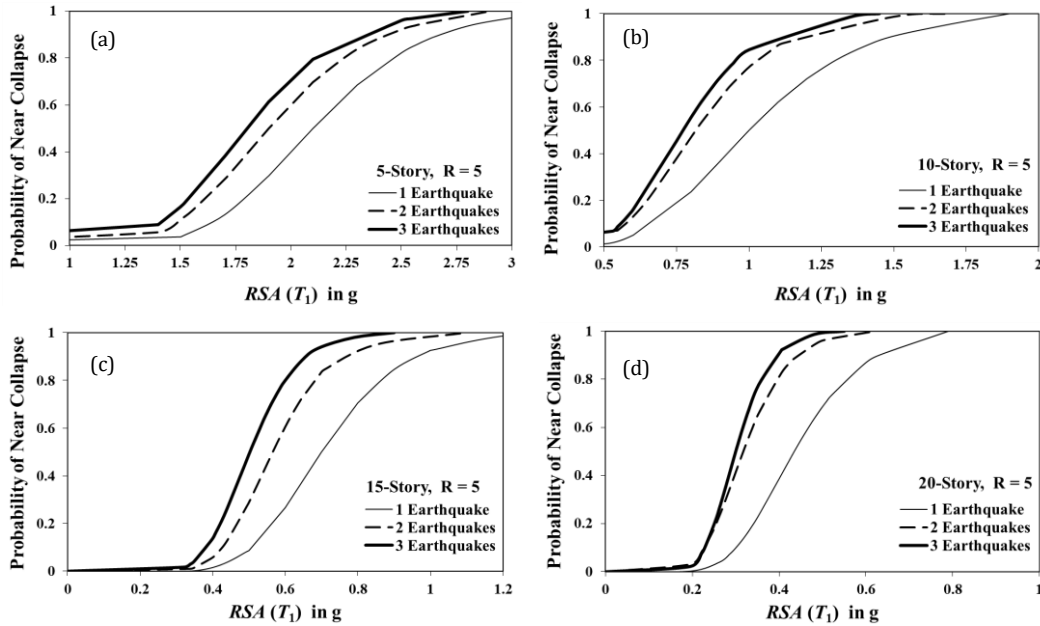 (a)
Probability of Near Collapse
1
0.8
0.6
0.4
0.2
0
5-Story, R = 5
1 Earthquake
2 Earthquakes
3 Earthquakes
1 1.25 1.5 1.75 2 2.25 2.5 2.75 3
RSA (T1) in g
(b)
Probability of Near Collapse
1
0.8
0.6
0.4
0.2
0
10-Story, R = 5
1 Earthquake
2 Earthquakes
3 Earthquakes
0.5 0.75 1 1.25 1.5 1.75 2
RSA (T1) in g
(c)
Probability of Near Collapse
1
0.8
0.6
0.4
0.2
0
15-Story, R = 5
1 Earthquake
2 Earthquakes
3 Earthquakes
0 0.2 0.4 0.6 0.8 1 1.2
RSA (T1) in g
(d)
Probability of Near Collapse
1
0.8
0.6
0.4
0.2
0
20-Story, R = 5
1 Earthquake
2 Earthquakes
3 Earthquakes
0 0.2 0.4 0.6 0.8 1
RSA (T1) in g